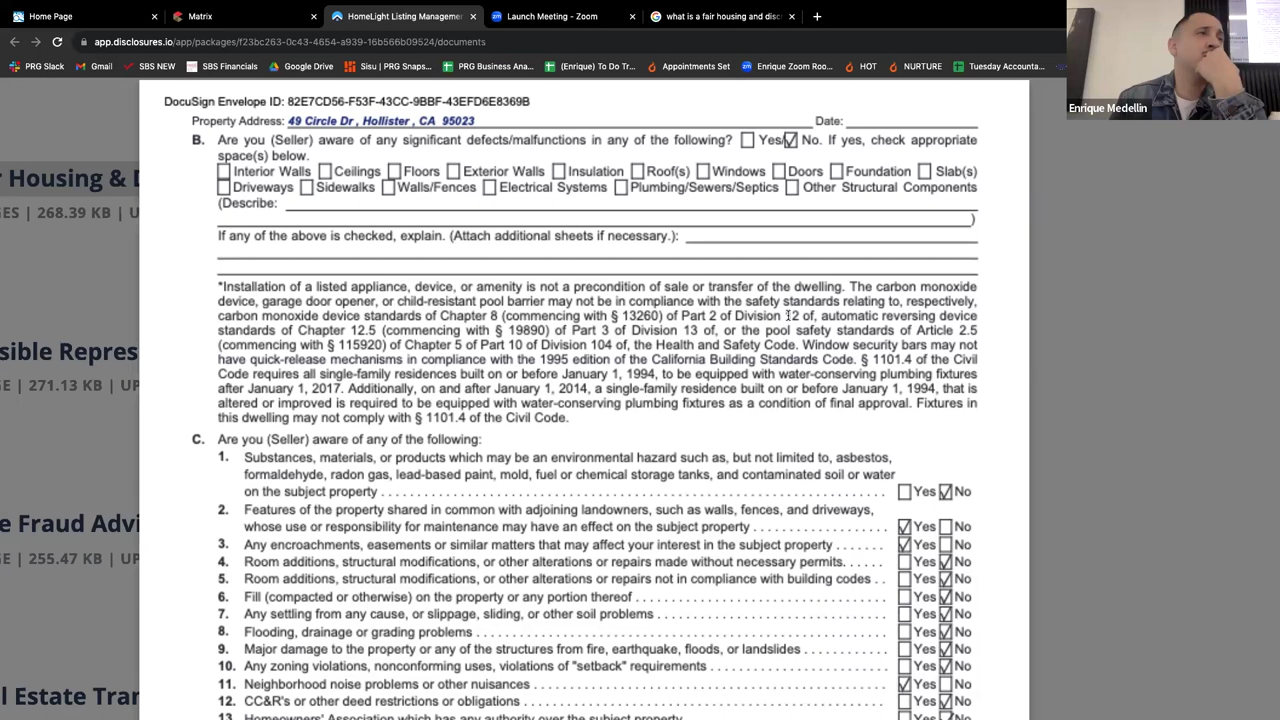 Home Page
Matrix
HomeLight Listing Manageme
Launch Meeting - Zoom
what is a fair housing and disc
app.disclosures.io/app/packages/f23bc263-0c43-4654-a939-16b566b09524/documents
PRG Slack
Gmail
SBS NEW
SBS Financials
Google Drive
Sisu | PRG Snaps...
PRG Business Ana...
Enrique) To Do Tr...
Appointments Set
Enrique Zoom Roo...
HOT
NURTURE
Tuesday Accounta...
Enrique Medellin
DocuSign Envelope ID: 82E7CD56-F53F-43CC-9BBF-43EFD6E8369B
Property Address: 49 Circle Dr , Hollister , CA 95023 Date:
B. Are you (Seller) aware of any significant defects/malfunctions in any of the following? Yes/ No. If yes, check appropriate
space(s) below.
Interior Walls Ceilings Floors Exterior Walls Insulation Roof(s) Windows Doors Foundation Slab(s)
Driveways Sidewalks Walls/Fences Electrical Systems Plumbing/Sewers/Septics Other Structural Components
(Describe:
)
If any of the above is checked, explain. (Attach additional sheets if necessary.):
*Installation of a listed appliance, device, or amenity is not a precondition of sale or transfer of the dwelling. The carbon monoxide
device, garage door opener, or child-resistant pool barrier may not be in compliance with the safety standards relating to, respectively,
carbon monoxide device standards of Chapter 8 (commencing with § 13260) of Part 2 of Division 12 of, automatic reversing device
standards of Chapter 12.5 (commencing with § 19890) of Part 3 of Division 13 of, or the pool safety standards of Article 2.5
(commencing with § 115920) of Chapter 5 of Part 10 of Division 104 of, the Health and Safety Code. Window security bars may not
have quick-release mechanisms in compliance with the 1995 edition of the California Building Standards Code. § 1101.4 of the Civil
Code requires all single-family residences built on or before January 1, 1994, to be equipped with water-conserving plumbing fixtures
after January 1, 2017. Additionally, on and after January 1, 2014, a single-family residence built on or before January 1, 1994, that is
altered or improved is required to be equipped with water-conserving plumbing fixtures as a condition of final approval. Fixtures in
this dwelling may not comply with § 1101.4 of the Civil Code.
C. Are you (Seller) aware of any of the following:
1. Substances, materials, or products which may be an environmental hazard such as, but not limited to, asbestos,
formaldehyde, radon gas, lead-based paint, mold, fuel or chemical storage tanks, and contaminated soil or water
on the subject property Yes No
2. Features of the property shared in common with adjoining landowners, such as walls, fences, and driveways,
whose use or responsibility for maintenance may have an effect on the subject property Yes No
3. Any encroachments, easements or similar matters that may affect your interest in the subject property Yes No
4. Room additions, structural modifications, or other alterations or repairs made without necessary permits. Yes No
5. Room additions, structural modifications, or other alterations or repairs not in compliance with building codes Yes No
6. Fill (compacted or otherwise) on the property or any portion thereof Yes No
7. Any settling from any cause, or slippage, sliding, or other soil problems Yes No
8. Flooding, drainage or grading problems Yes No
9. Major damage to the property or any of the structures from fire, earthquake, floods, or landslides Yes No
10. Any zoning violations, nonconforming uses, violations of "setback" requirements Yes No
11. Neighborhood noise problems or other nuisances Yes No
12. CC&R's or other deed restrictions or obligations Yes No
13. Homeowners' Association which has any authority over the subject property Yes No
r Housing & D
GES | 268.39 KB | U
sible Repres
GES | 271.13 KB | U
e Fraud Advi
GE | 255.47 KB | UP
l Estate Tran